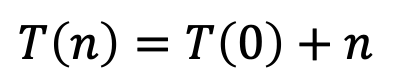 T(n) = T(0) + n